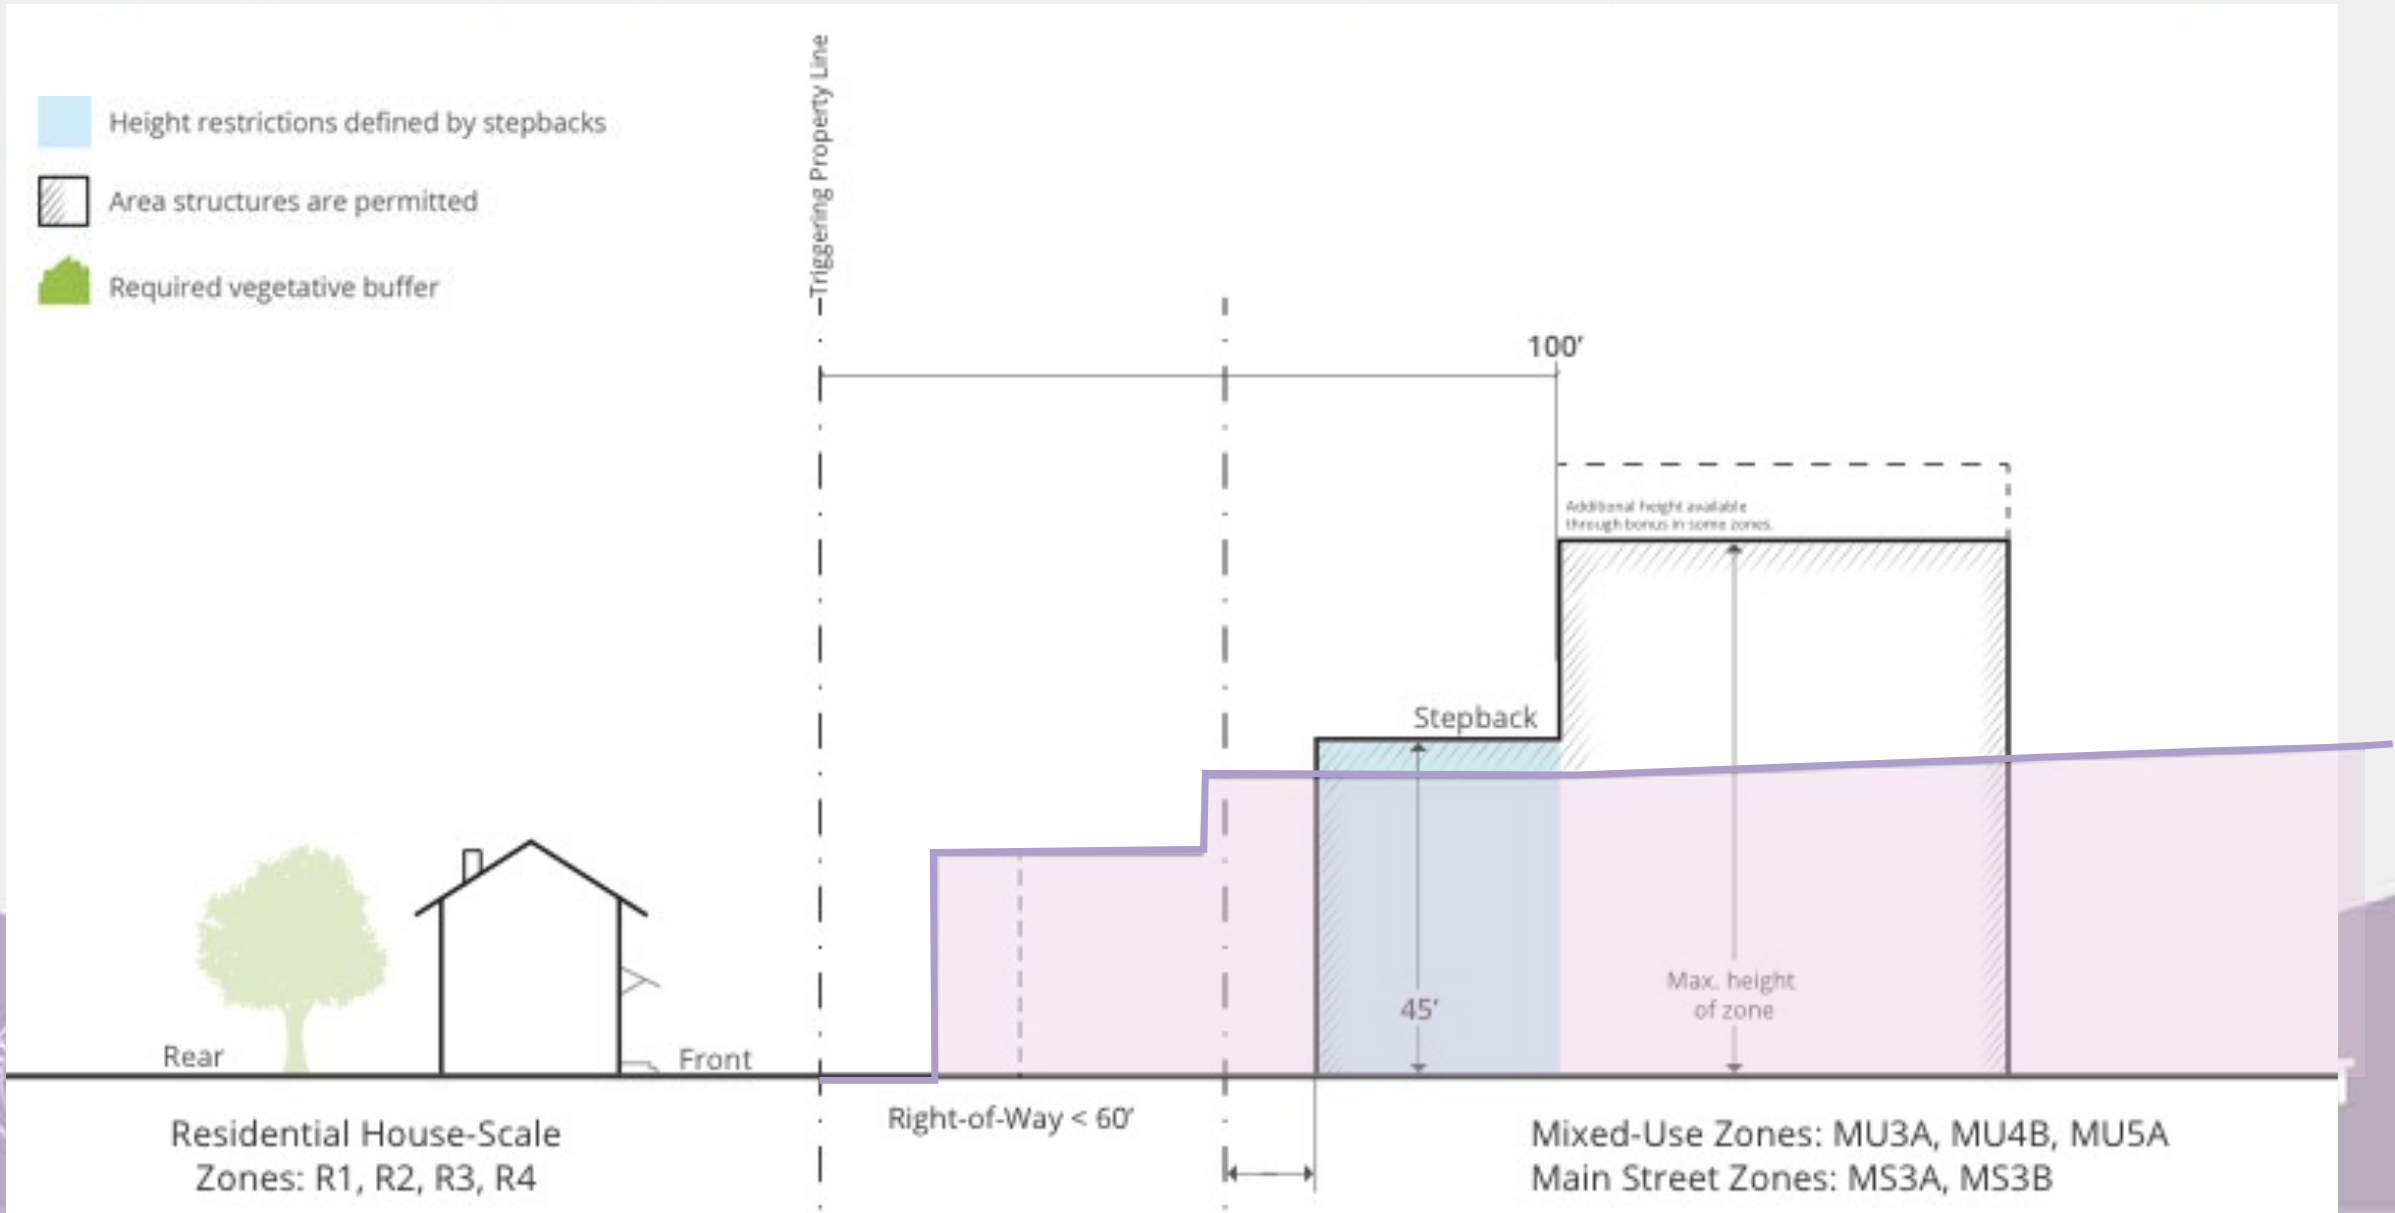 Triggering Property Line
Height restrictions defined by stepbacks
Area structures are permitted
Required vegetative buffer
100’
Additional height available
through bonus in some zones.
Stepback
45’
Max. height
of zone
Rear
Front
Right-of-Way < 60’
Residential House-Scale
Zones: R1, R2, R3, R4
Mixed-Use Zones: MU3A, MU4B, MU5A
Main Street Zones: MS3A, MS3B